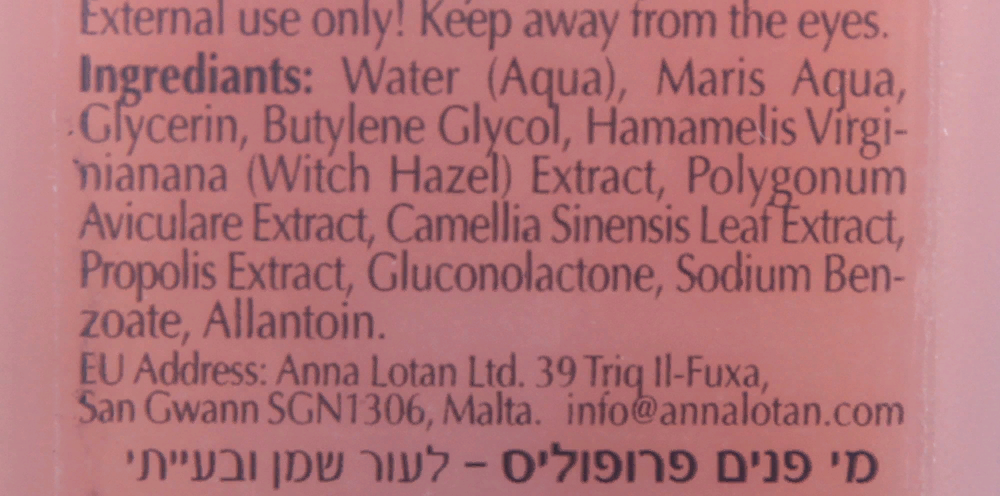 External use only! Keep away from the eyes.
Ingrediants: Water (Aqua), Maris Aqua,
Glycerin, Butylene Glycol, Hamamelis Virgi-
nianana (Witch Hazel) Extract, Polygonum
Aviculare Extract, Camellia Sinensis Leaf Extract,
Propolis Extract, Gluconolactone, Sodium Ben-
zoate, Allantoin.
EU Address: Anna Lotan Ltd. 39 Triq Il-Fuxa,
San Gwann SGN1306, Malta. info@annalotan.com
מי פנים פרופוליס – לעור שמן ובעייתי